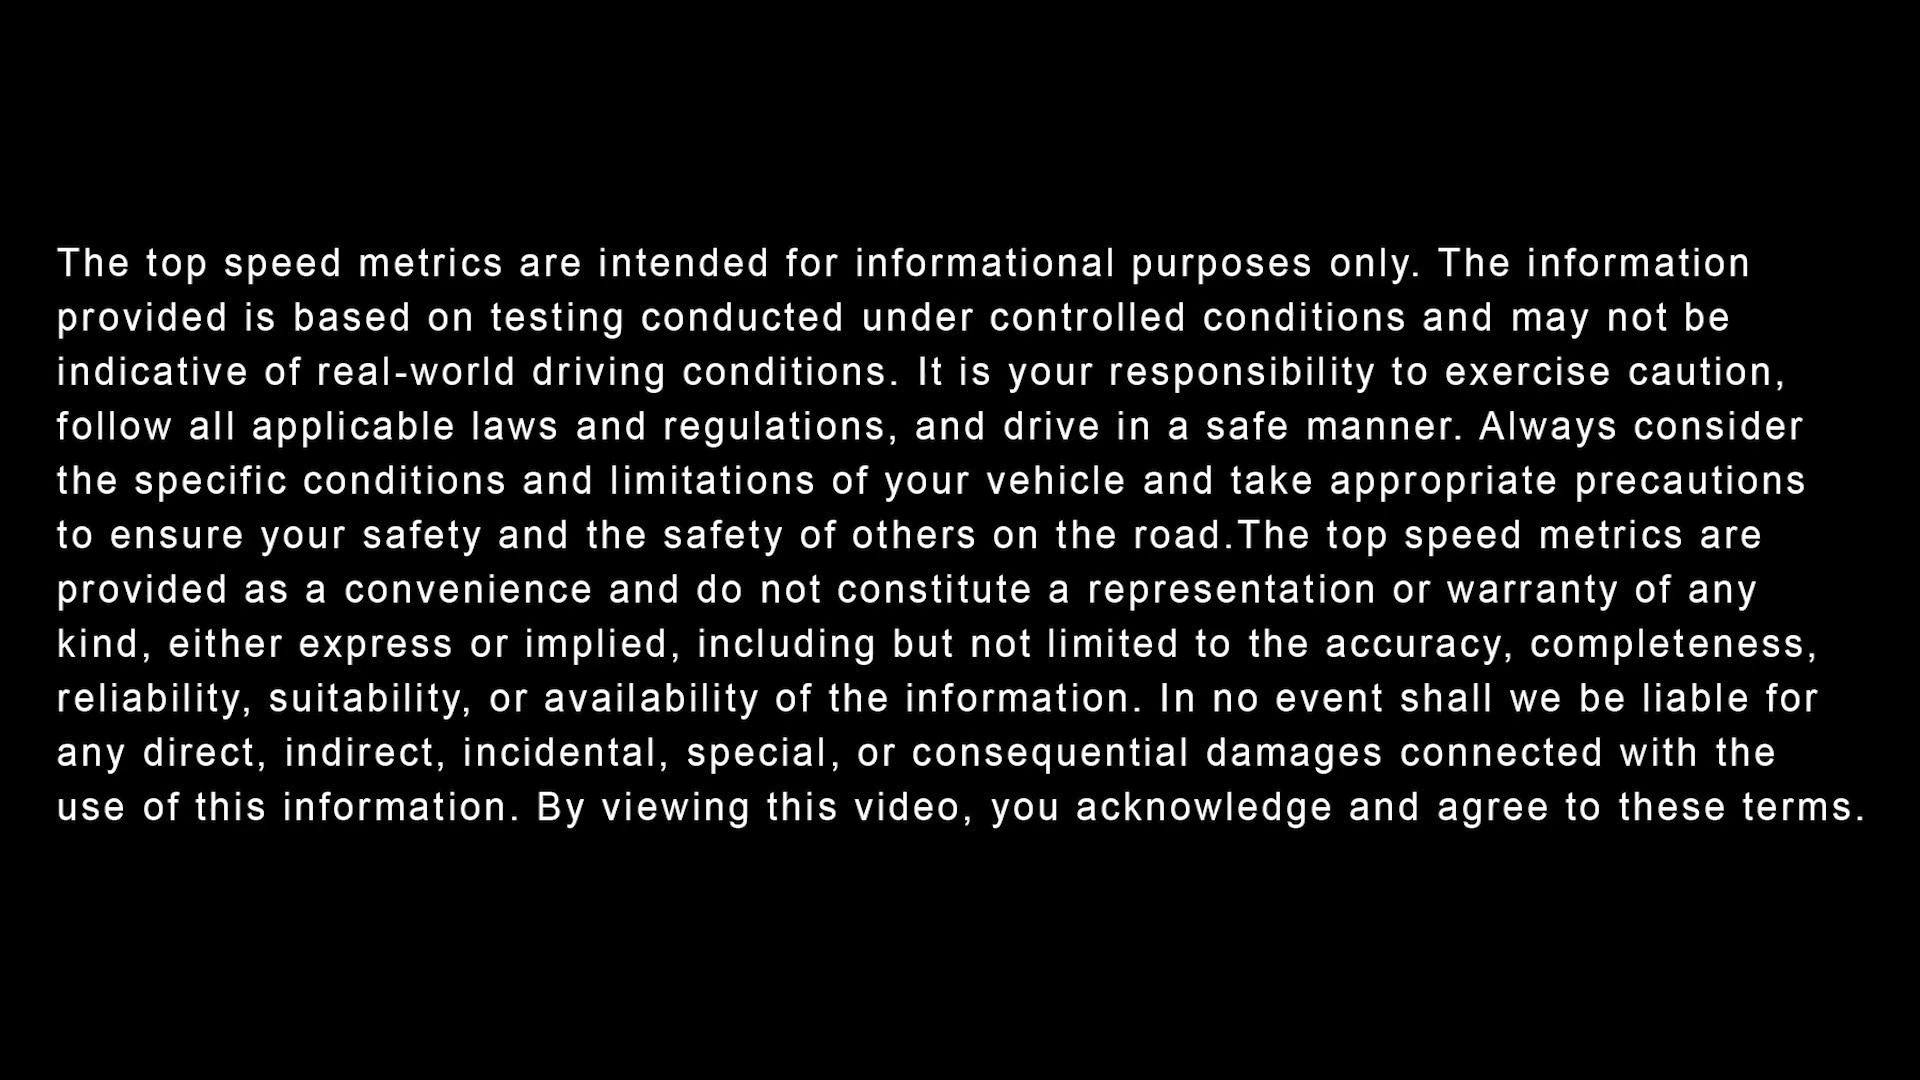 The top speed metrics are intended for informational purposes only. The information
provided is based on testing conducted under controlled conditions and may not be
indicative of real-world driving conditions. It is your responsibility to exercise caution,
follow all applicable laws and regulations, and drive in a safe manner. Always consider
the specific conditions and limitations of your vehicle and take appropriate precautions
to ensure your safety and the safety of others on the road.The top speed metrics are
provided as a convenience and do not constitute a representation or warranty of any
kind, either express or implied, including but not limited to the accuracy, completeness,
reliability, suitability, or availability of the information. In no event shall we be liable for
any direct, indirect, incidental, special, or consequential damages connected with the
use of this information. By viewing this video, you acknowledge and agree to these terms.